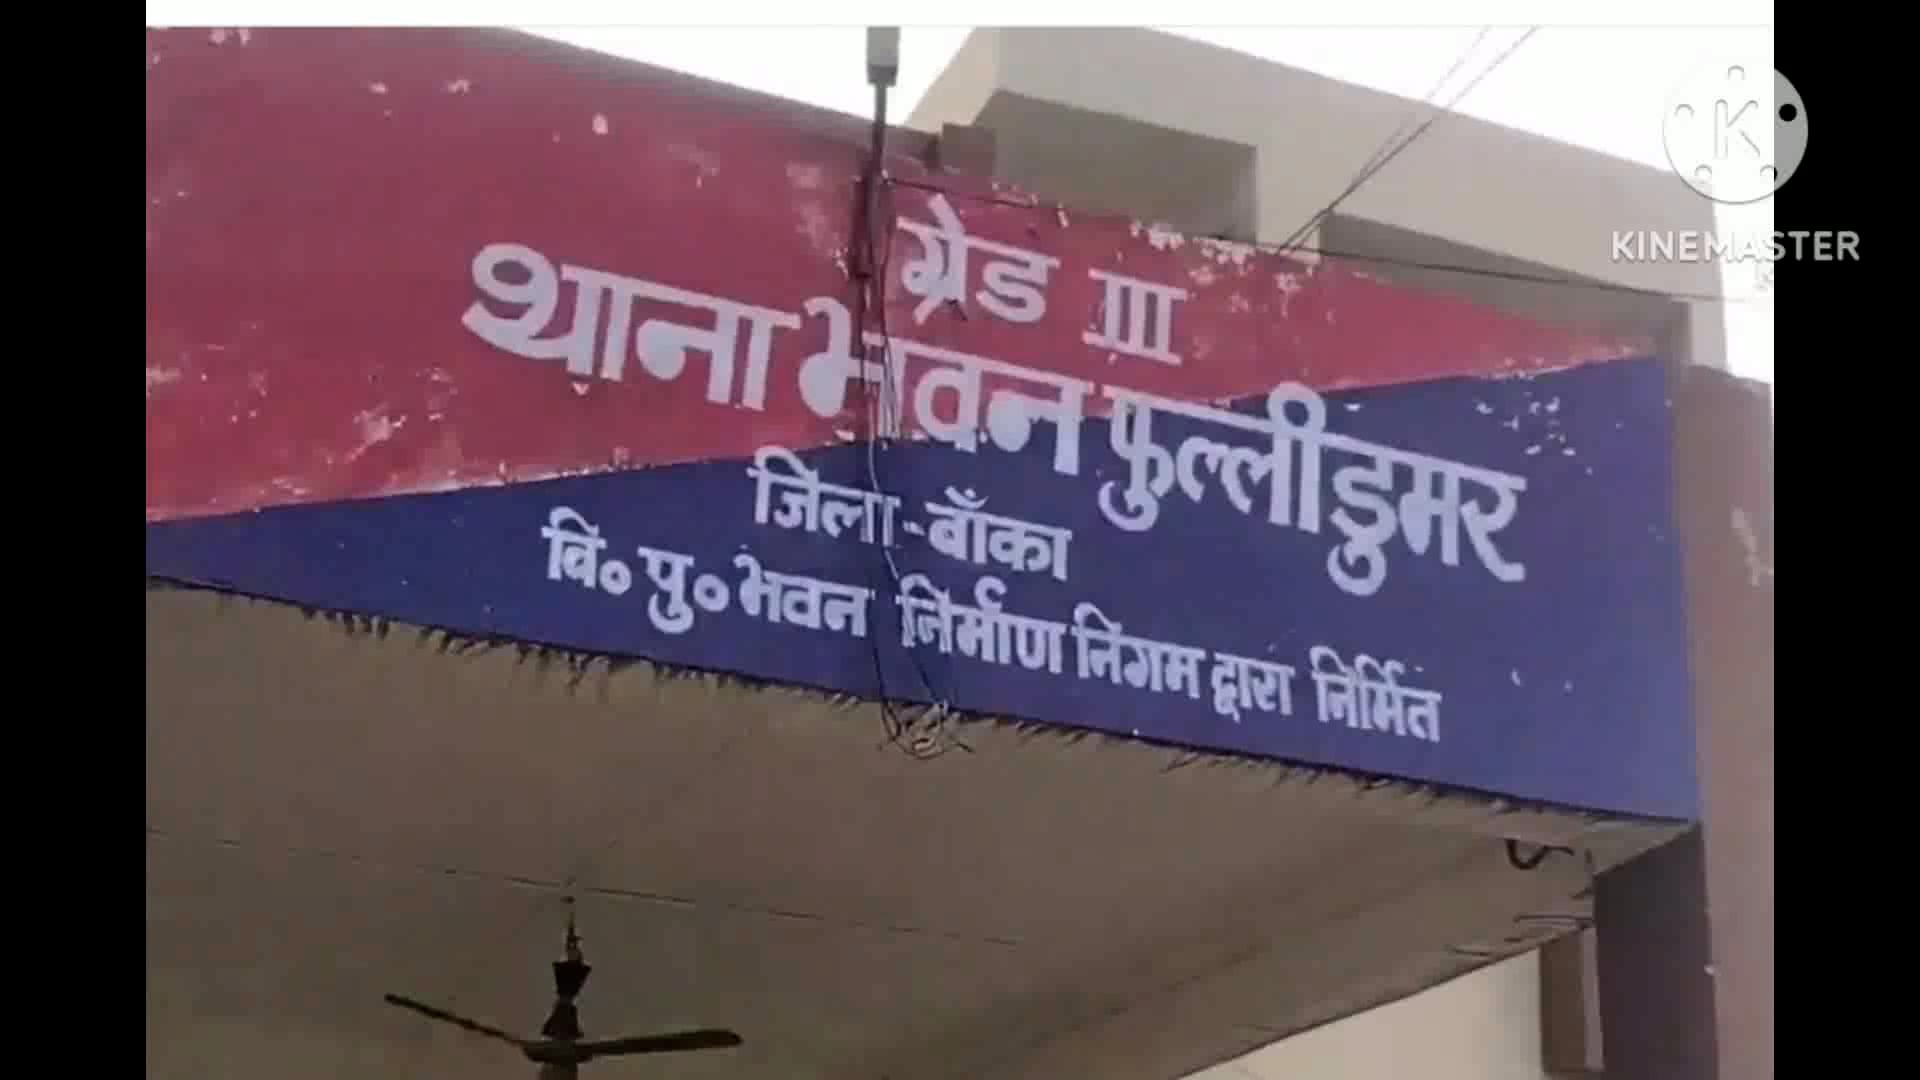 ग्रेड III
थाना भवन फुल्लीडुमर
जिला-बाँका
बि० पु० भवन निर्माण निगम द्वारा निर्मित
KINEMASTER